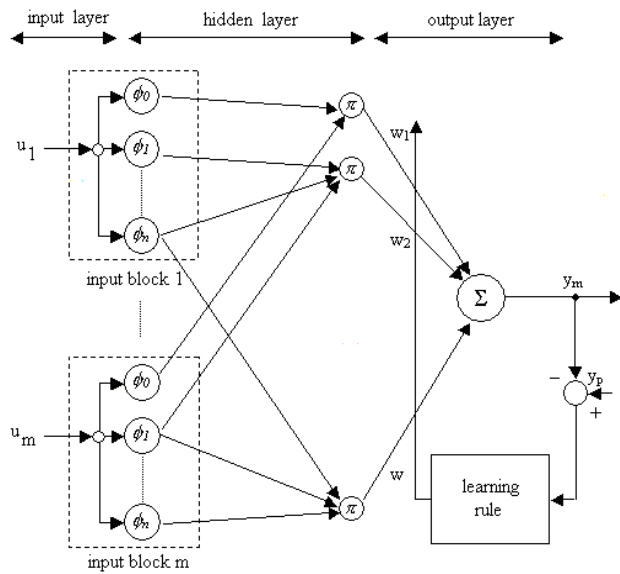 input layer
hidden layer
output layer
ϕ0
π
w1
u1
ϕ1
π
ϕn
w2
input block 1
Σ
ym
ϕ0
−
yp
+
um
ϕ1
w
learning
rule
ϕn
π
input block m